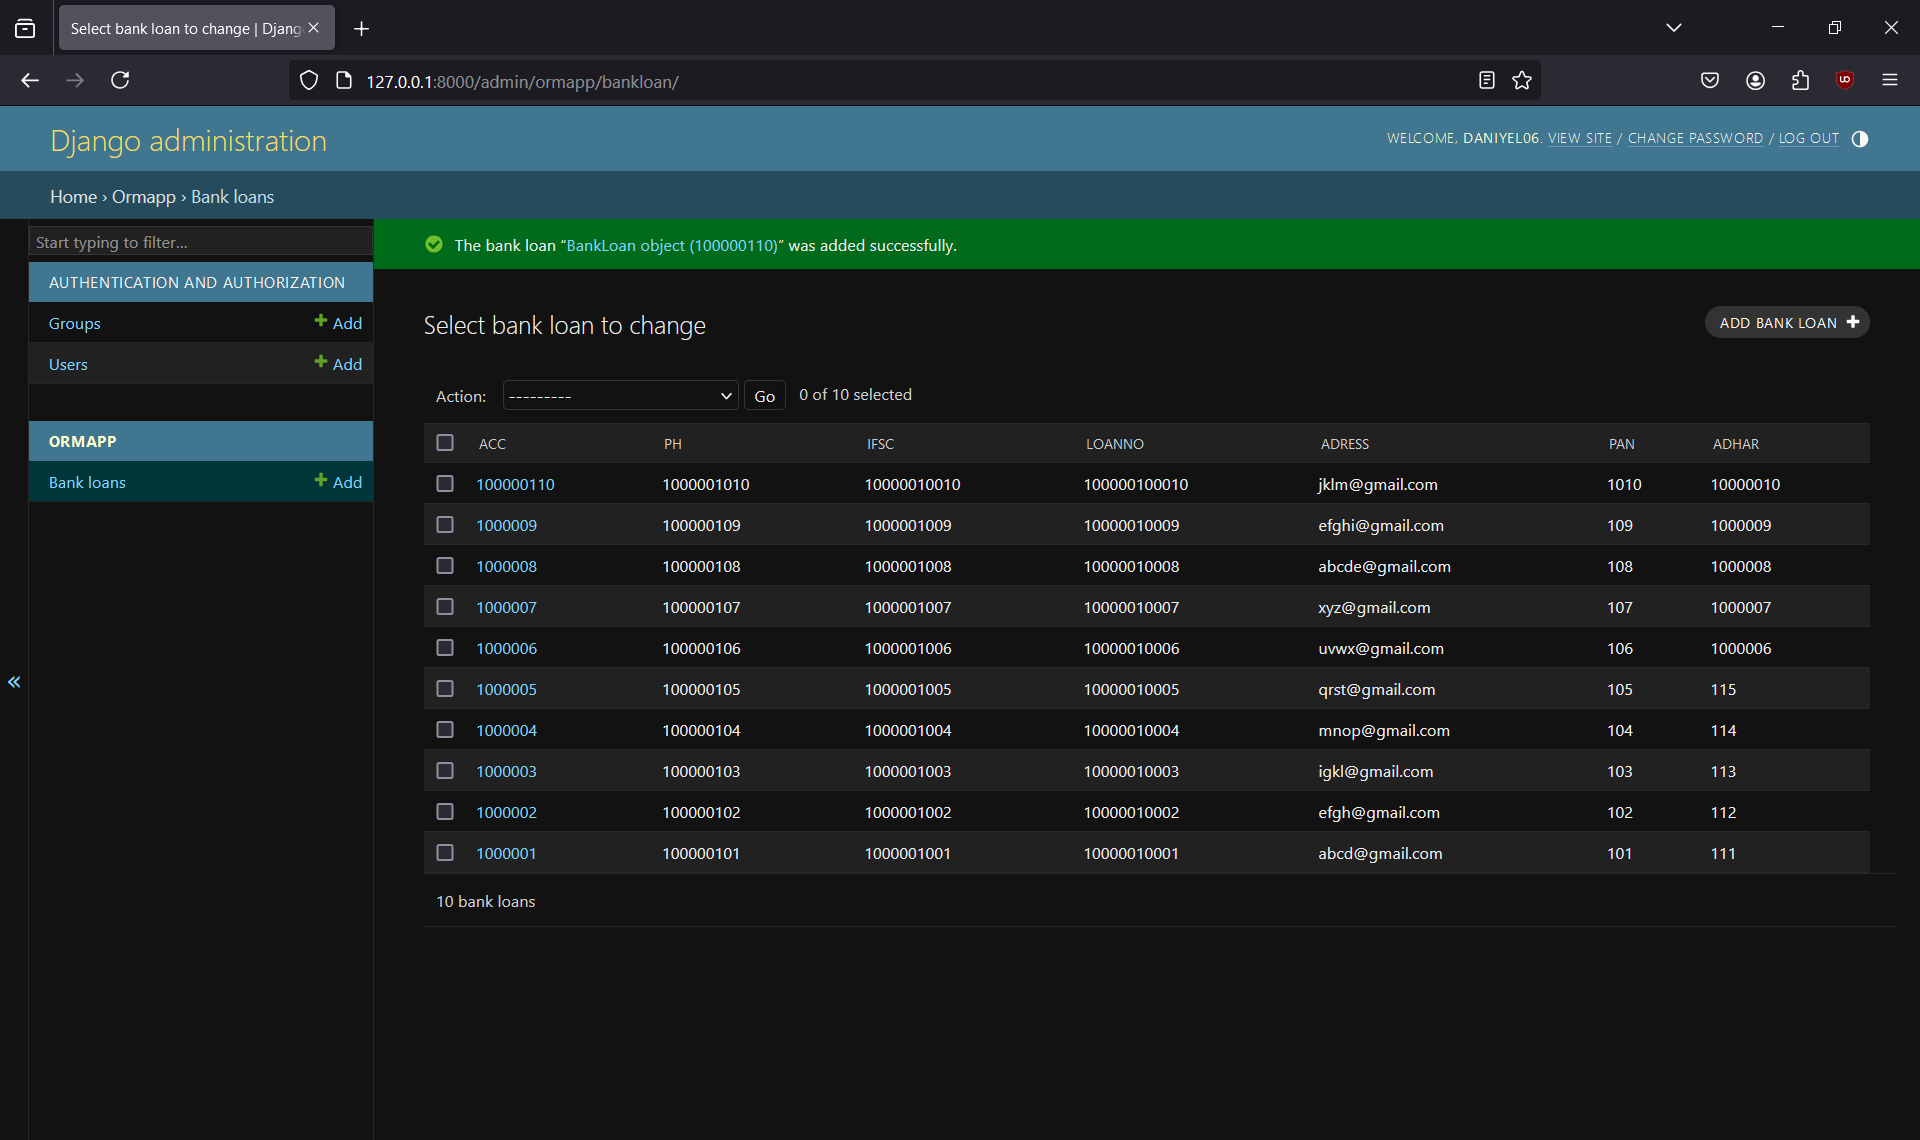 Select bank loan to change | Djang
127.0.0.1:8000/admin/ormapp/bankloan/
Django administration
WELCOME, DANIYEL06. VIEW SITE / CHANGE PASSWORD / LOG OUT
Home › Ormapp › Bank loans
Start typing to filter...
AUTHENTICATION AND AUTHORIZATION
Groups + Add
Users + Add
ORMAPP
Bank loans + Add
«
The bank loan “BankLoan object (100000110)” was added successfully.
Select bank loan to change
ADD BANK LOAN +
Action: --------- Go 0 of 10 selected
ACC PH IFSC LOANNO ADRESS PAN ADHAR
100000110 1000001010 10000010010 100000100010 jklm@gmail.com 1010 10000010
1000009 100000109 1000001009 10000010009 efghi@gmail.com 109 1000009
1000008 100000108 1000001008 10000010008 abcde@gmail.com 108 1000008
1000007 100000107 1000001007 10000010007 xyz@gmail.com 107 1000007
1000006 100000106 1000001006 10000010006 uvwx@gmail.com 106 1000006
1000005 100000105 1000001005 10000010005 qrst@gmail.com 105 115
1000004 100000104 1000001004 10000010004 mnop@gmail.com 104 114
1000003 100000103 1000001003 10000010003 igkl@gmail.com 103 113
1000002 100000102 1000001002 10000010002 efgh@gmail.com 102 112
1000001 100000101 1000001001 10000010001 abcd@gmail.com 101 111
10 bank loans